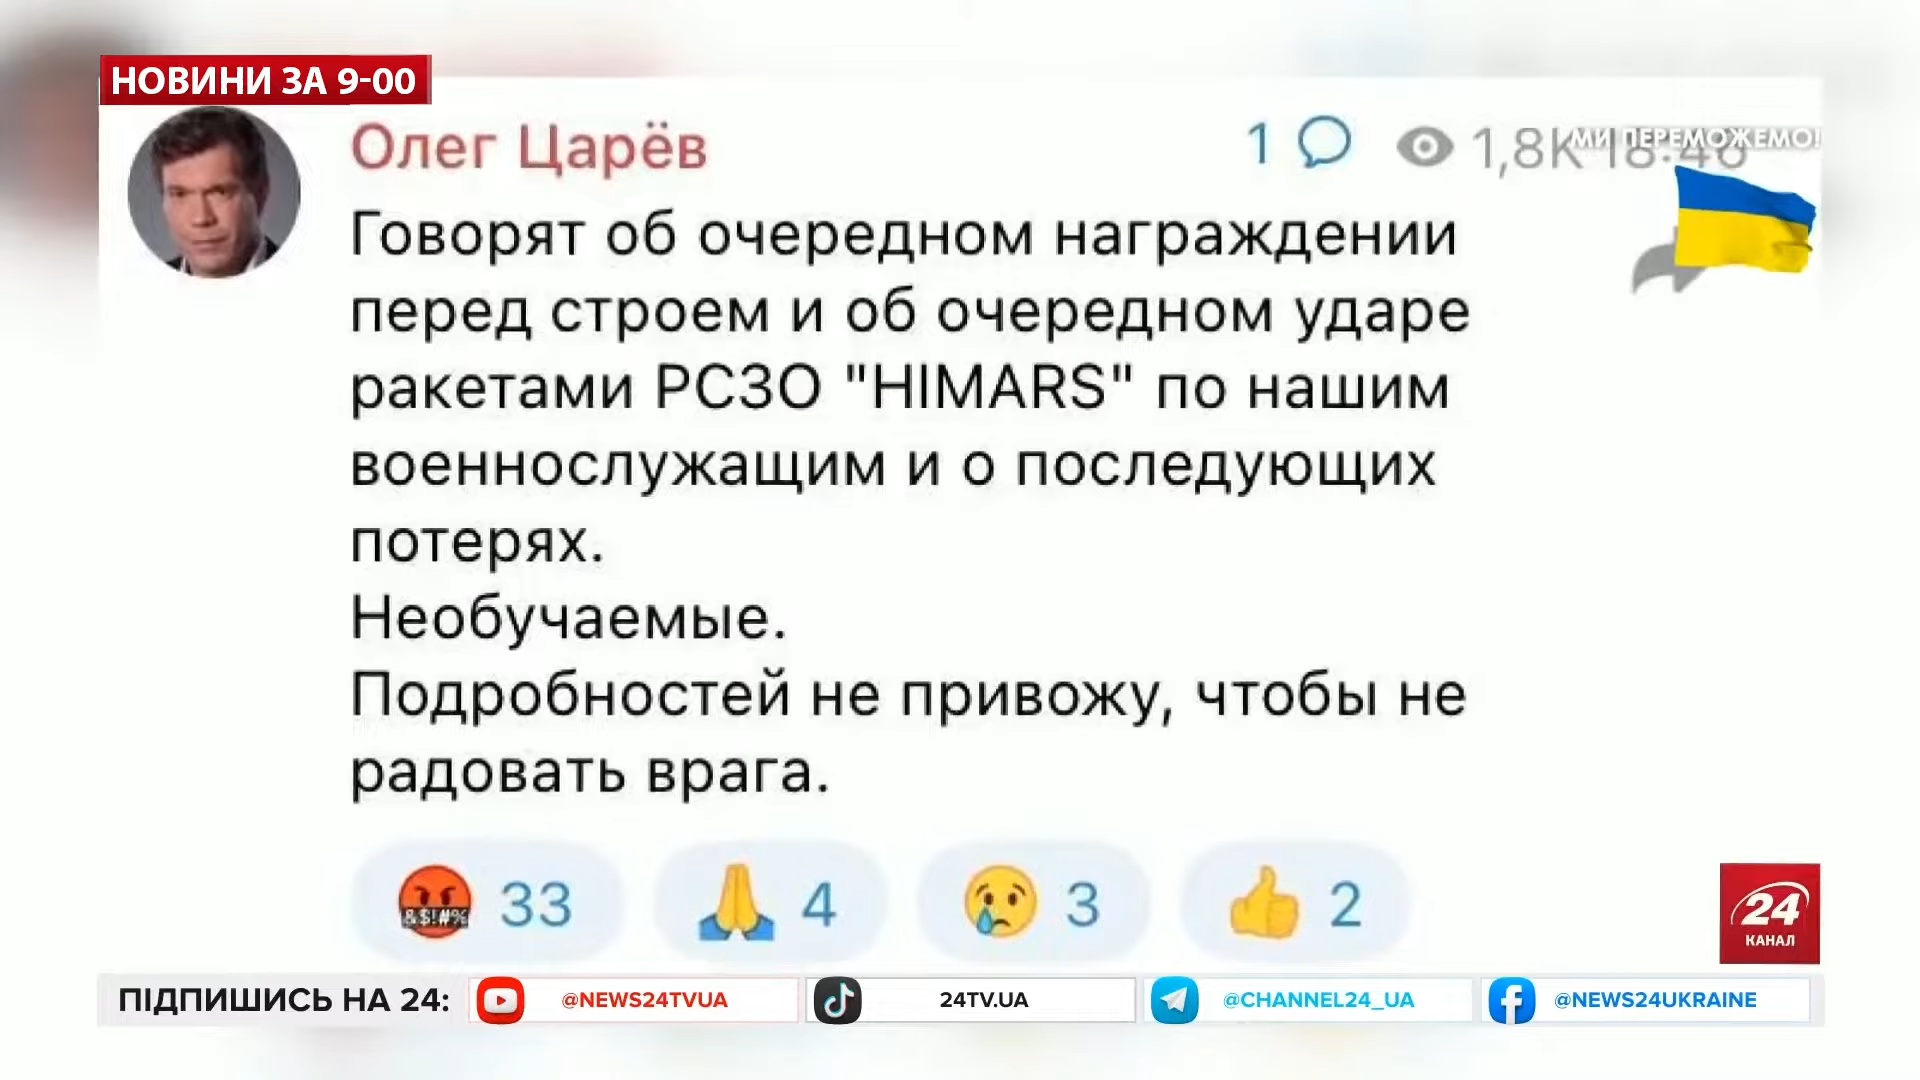 НОВИНИ ЗА 9-00
Олег Царёв
1 1,8K 18:46
МИ ПЕРЕМОЖЕМО!
Говорят об очередном награждении
перед строем и об очередном ударе
ракетами РСЗО "HIMARS" по нашим
военнослужащим и о последующих
потерях.
Необучаемые.
Подробностей не привожу, чтобы не
радовать врага.
&$!#%
33 4 3 2
24
КАНАЛ
ПІДПИШИСЬ НА 24: @NEWS24TVUA 24TV.UA @CHANNEL24_UA @NEWS24UKRAINE